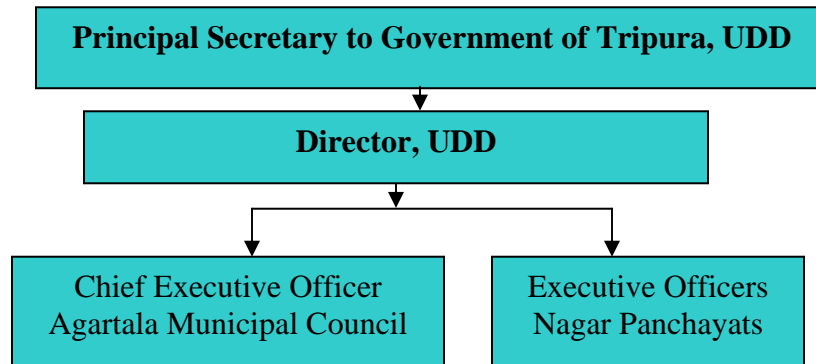 Principal Secretary to Government of Tripura, UDD
Director, UDD
Chief Executive Officer
Agartala Municipal Council
Executive Officers
Nagar Panchayats